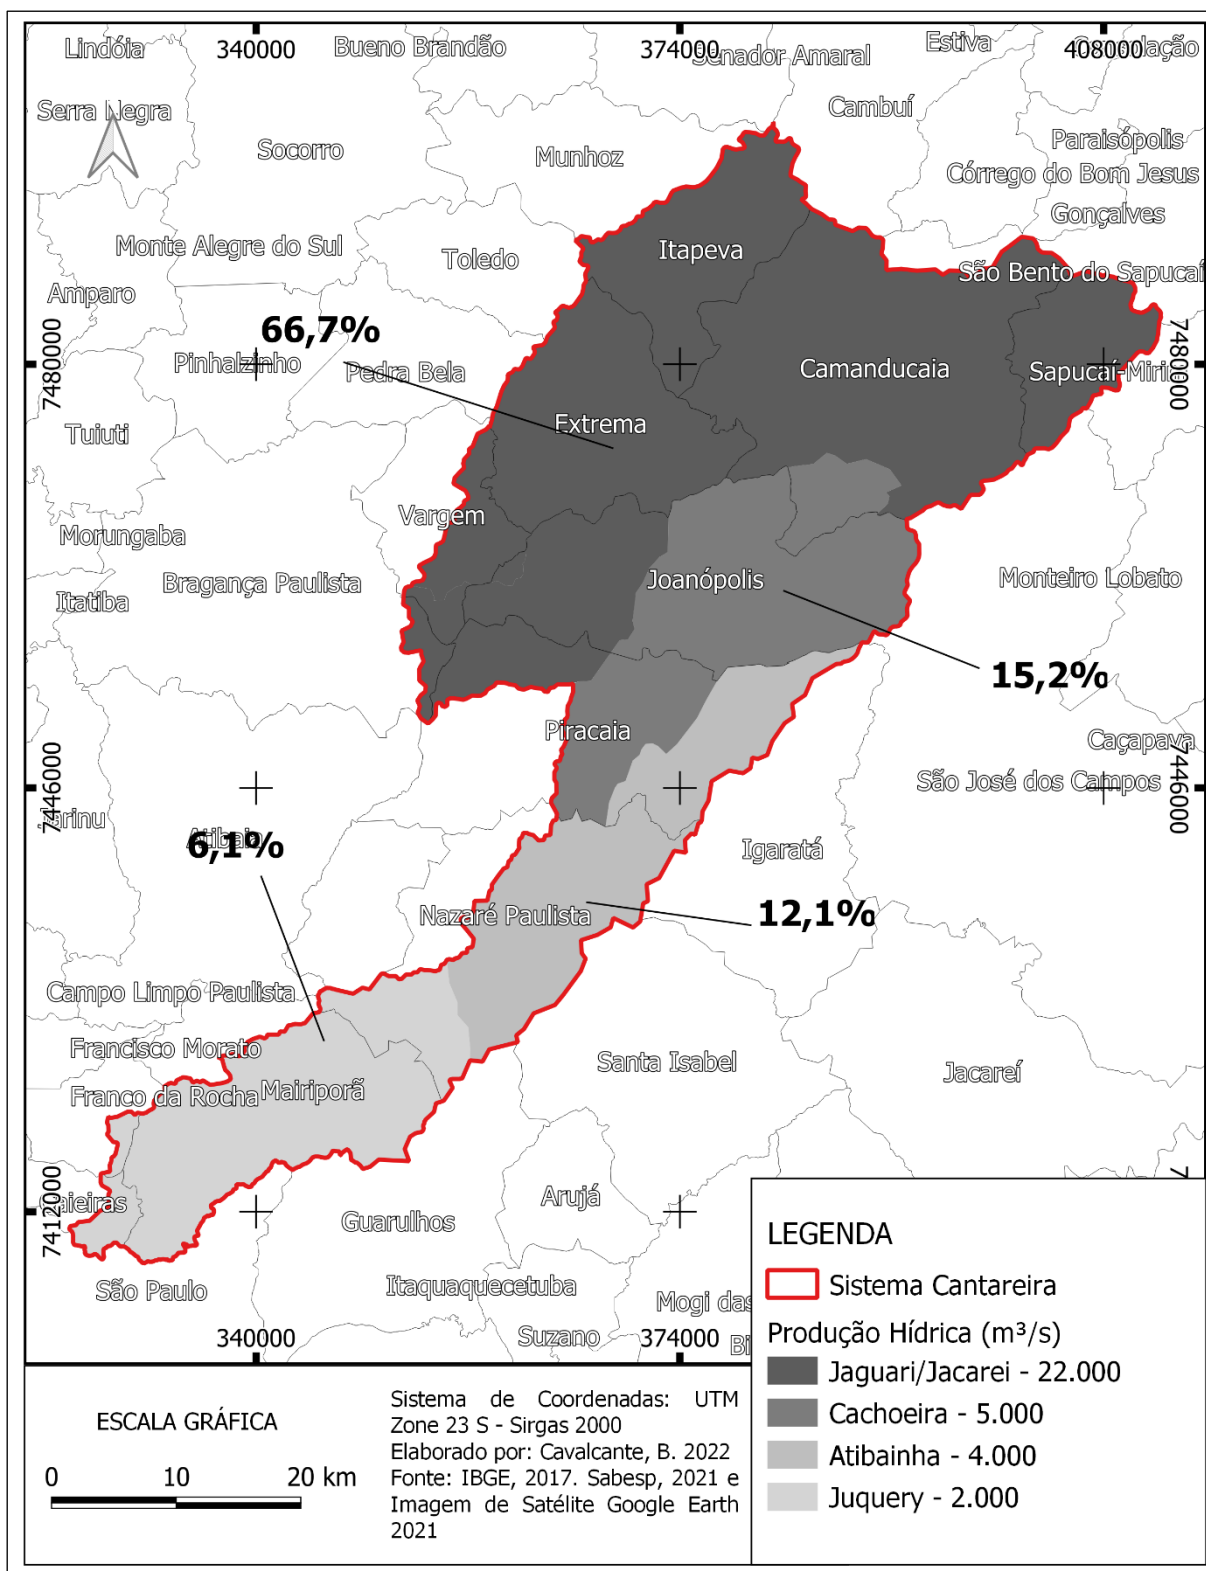 340000
374000
408000
Lindóia
Bueno Brandão
Senador Amaral
Estiva
Serra Negra
Cambuí
Socorro
Munhoz
Paraisópolis
Córrego do Bom Jesus
Gonçalves
Monte Alegre do Sul
Toledo
Itapeva
São Bento do Sapucaí
Amparo
66,7%
7480000
Pinhalzinho
Pedra Bela
Camanducaia
Sapucaí-Mirim
7480000
Tuiuti
Extrema
Vargem
Morungaba
Bragança Paulista
Joanópolis
Monteiro Lobato
Itatiba
15,2%
Piracaia
Caçapava
7446000
São José dos Campos
7446000
Jarinu
Atibaia
6,1%
Igaratá
Nazaré Paulista
12,1%
Campo Limpo Paulista
Francisco Morato
Santa Isabel
Jacareí
Franco da Rocha
Mairiporã
7412000
Caieiras
Arujá
Guarulhos
São Paulo
Itaquaquecetuba
Mogi das
Suzano
340000
374000
LEGENDA
Sistema Cantareira
Produção Hídrica (m³/s)
Jaguari/Jacarei - 22.000
Cachoeira - 5.000
Atibainha - 4.000
Juquery - 2.000
ESCALA GRÁFICA
0 10 20 km
Sistema de Coordenadas: UTM
Zone 23 S - Sirgas 2000
Elaborado por: Cavalcante, B. 2022
Fonte: IBGE, 2017. Sabesp, 2021 e
Imagem de Satélite Google Earth
2021